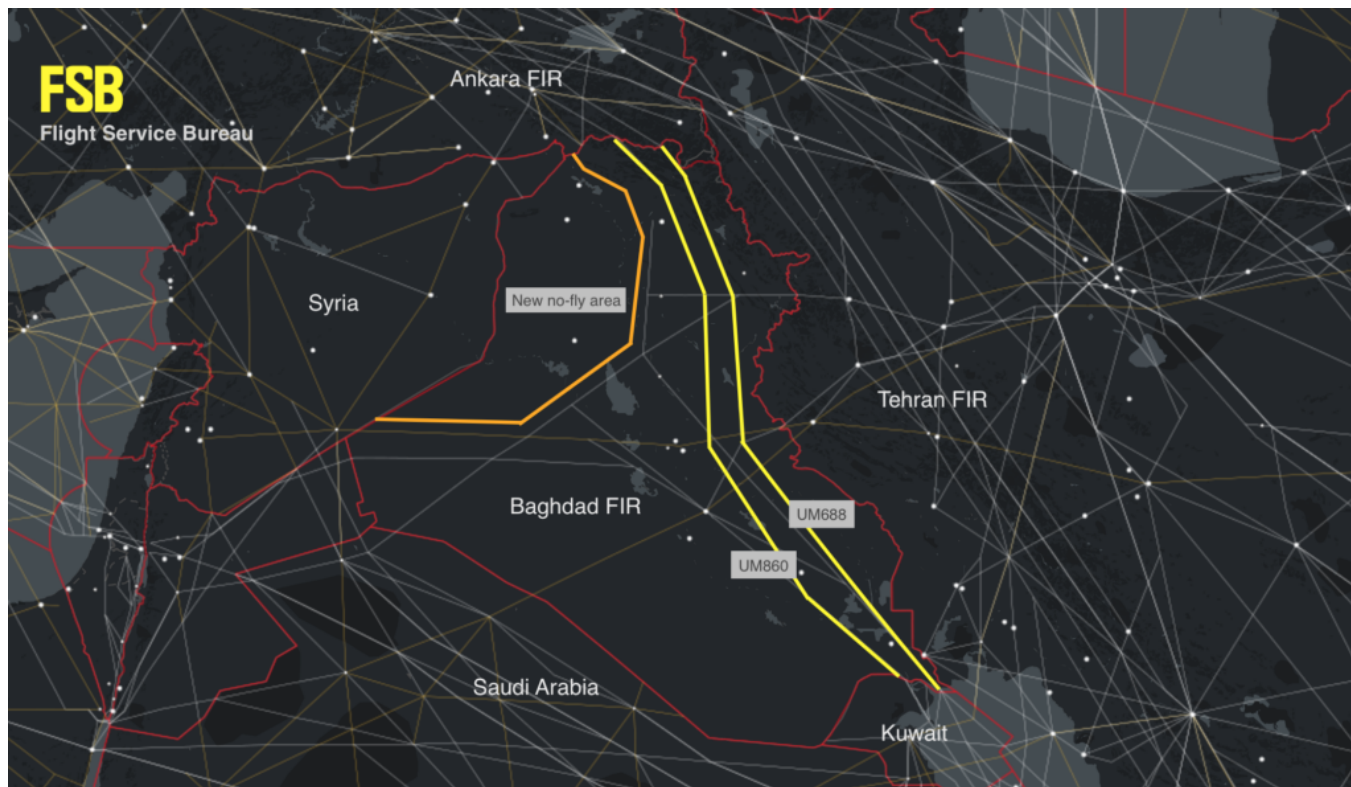 FSB
Flight Service Bureau
Ankara FIR
Syria
New no-fly area
Tehran FIR
Baghdad FIR
UM688
UM860
Saudi Arabia
Kuwait